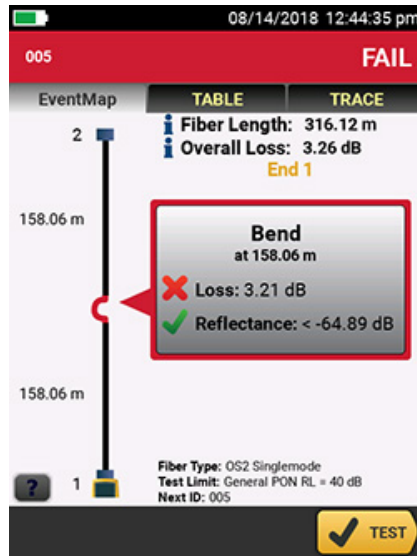 08/14/2018 12:44:35 pm
005 FAIL
EventMap TABLE TRACE
2
Fiber Length: 316.12 m
Overall Loss: 3.26 dB
End 1
158.06 m
Bend
at 158.06 m
Loss: 3.21 dB
Reflectance: < -64.89 dB
158.06 m
Fiber Type: OS2 Singlemode
Test Limit: General PON RL = 40 dB
Next ID: 005
? 1
TEST